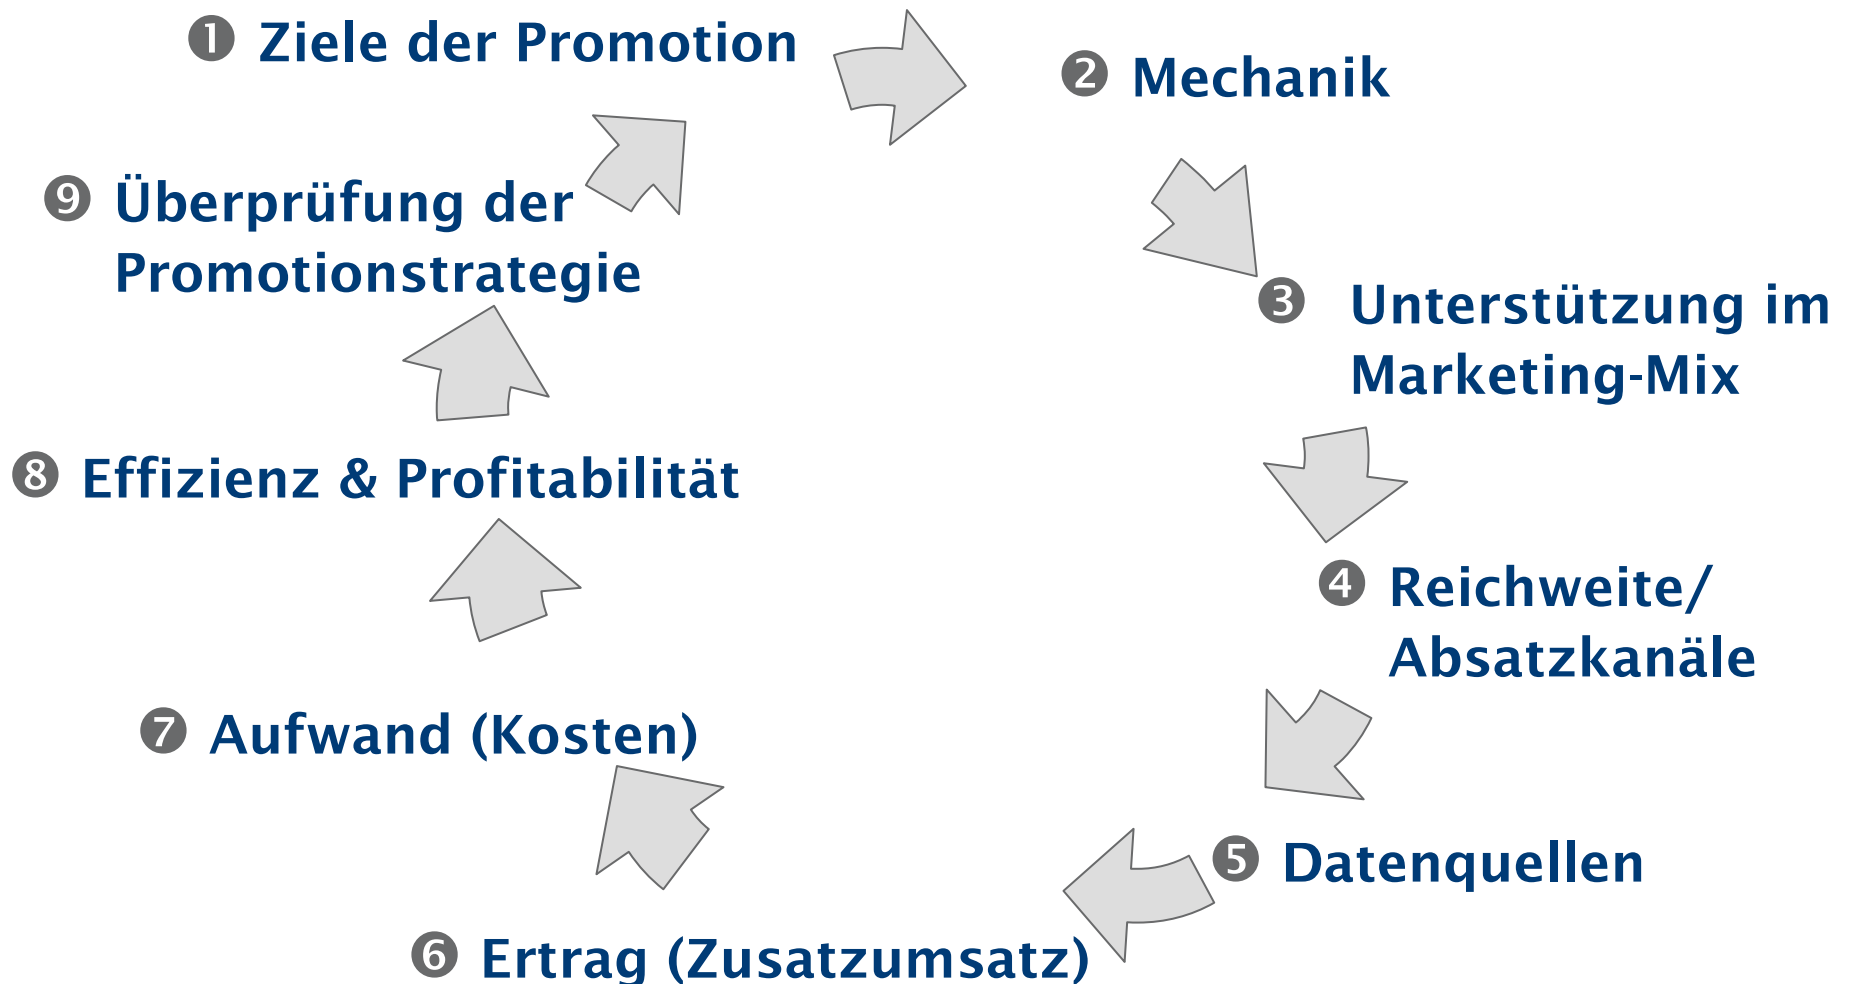 ❶ Ziele der Promotion
❷ Mechanik
❸ Unterstützung im
Marketing-Mix
❹ Reichweite/
Absatzkanäle
❺ Datenquellen
❻ Ertrag (Zusatzumsatz)
❼ Aufwand (Kosten)
❽ Effizienz & Profitabilität
❾ Überprüfung der
Promotionstrategie